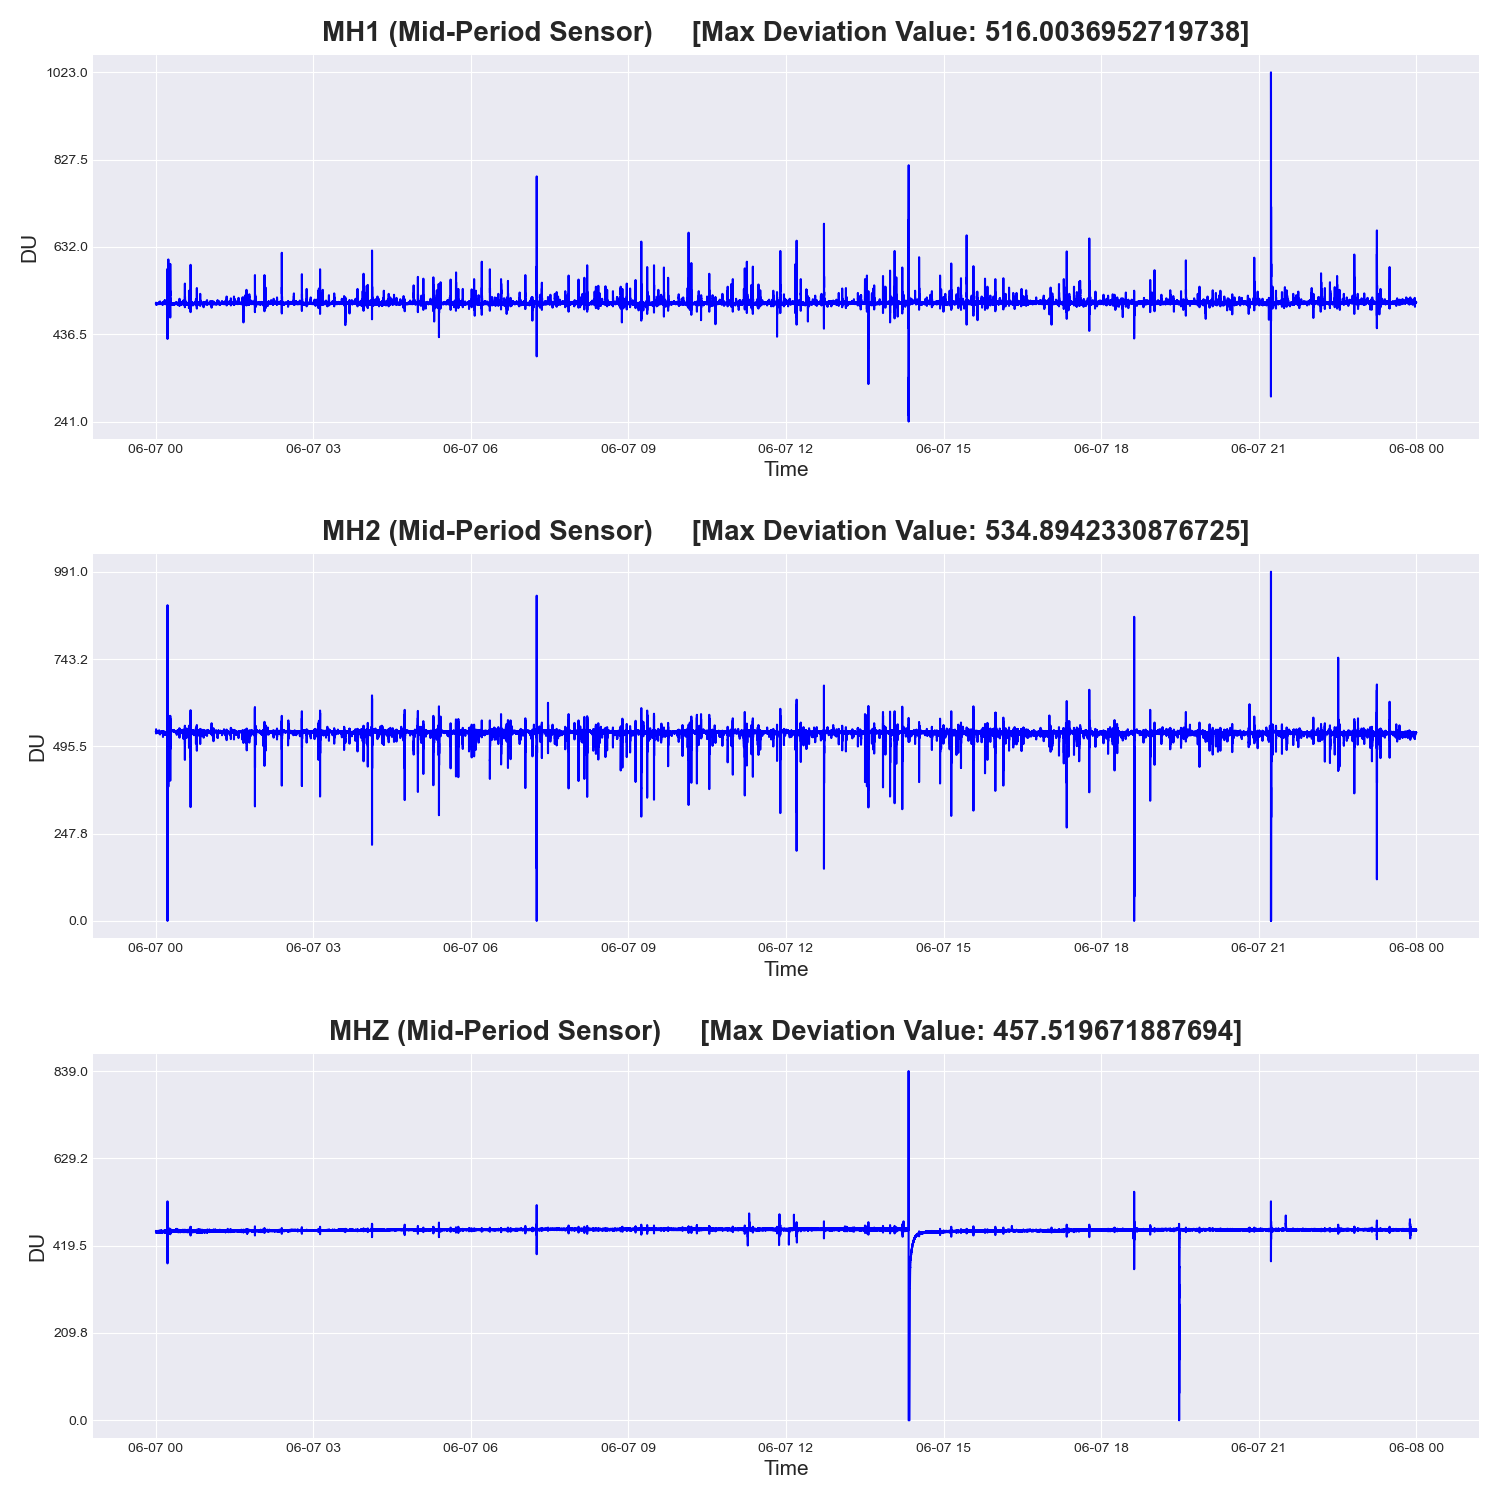 MH1 (Mid-Period Sensor) [Max Deviation Value: 516.0036952719738]
1023.0
827.5
632.0
436.5
241.0
DU
06-07 00 06-07 03 06-07 06 06-07 09 06-07 12 06-07 15 06-07 18 06-07 21 06-08 00
Time
MH2 (Mid-Period Sensor) [Max Deviation Value: 534.8942330876725]
991.0
743.2
495.5
247.8
0.0
DU
06-07 00 06-07 03 06-07 06 06-07 09 06-07 12 06-07 15 06-07 18 06-07 21 06-08 00
Time
MHZ (Mid-Period Sensor) [Max Deviation Value: 457.519671887694]
839.0
629.2
419.5
209.8
0.0
DU
06-07 00 06-07 03 06-07 06 06-07 09 06-07 12 06-07 15 06-07 18 06-07 21 06-08 00
Time